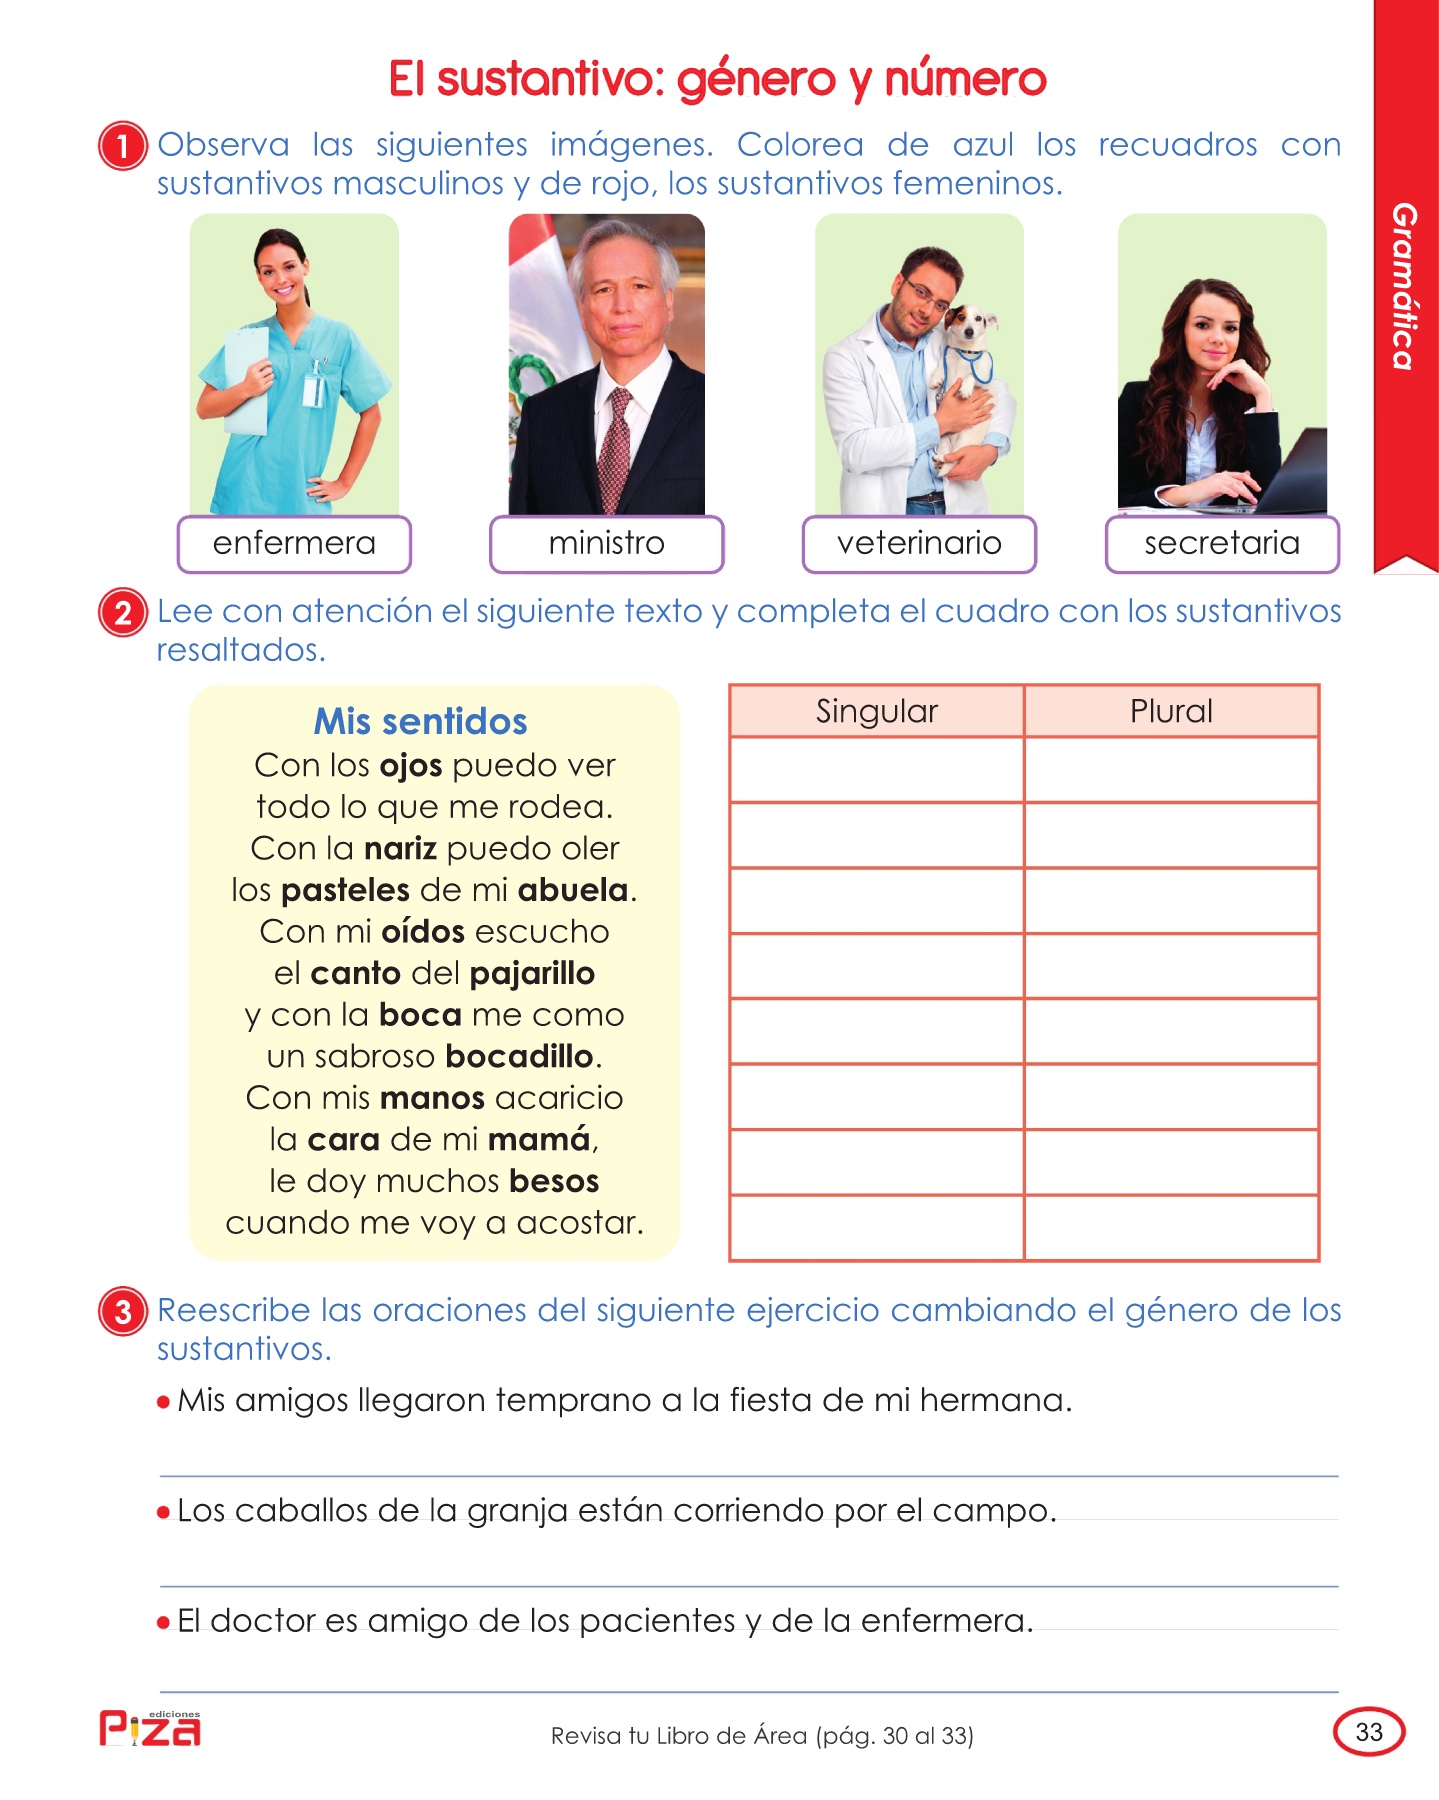 El sustantivo: género y número
1 Observa las siguientes imágenes. Colorea de azul los recuadros con
sustantivos masculinos y de rojo, los sustantivos femeninos.
Gramática
enfermera
ministro
veterinario
secretaria
2 Lee con atención el siguiente texto y completa el cuadro con los sustantivos
resaltados.
Mis sentidos
Con los ojos puedo ver
todo lo que me rodea.
Con la nariz puedo oler
los pasteles de mi abuela.
Con mi oídos escucho
el canto del pajarillo
y con la boca me como
un sabroso bocadillo.
Con mis manos acaricio
la cara de mi mamá,
le doy muchos besos
cuando me voy a acostar.
Singular Plural
3 Reescribe las oraciones del siguiente ejercicio cambiando el género de los
sustantivos.
• Mis amigos llegaron temprano a la fiesta de mi hermana.
• Los caballos de la granja están corriendo por el campo.
• El doctor es amigo de los pacientes y de la enfermera.
ediciones
Piza
Revisa tu Libro de Área (pág. 30 al 33)
33